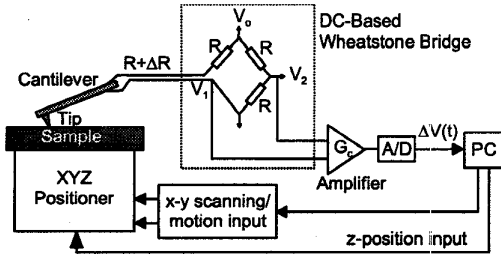 V₀
DC-Based
Wheatstone Bridge
R+ΔR
R
R
Cantilever
V₁
V₂
R
Tip
Sample
G꜀
ΔV(t)
A/D
PC
Amplifier
XYZ
Positioner
x-y scanning/
motion input
z-position input